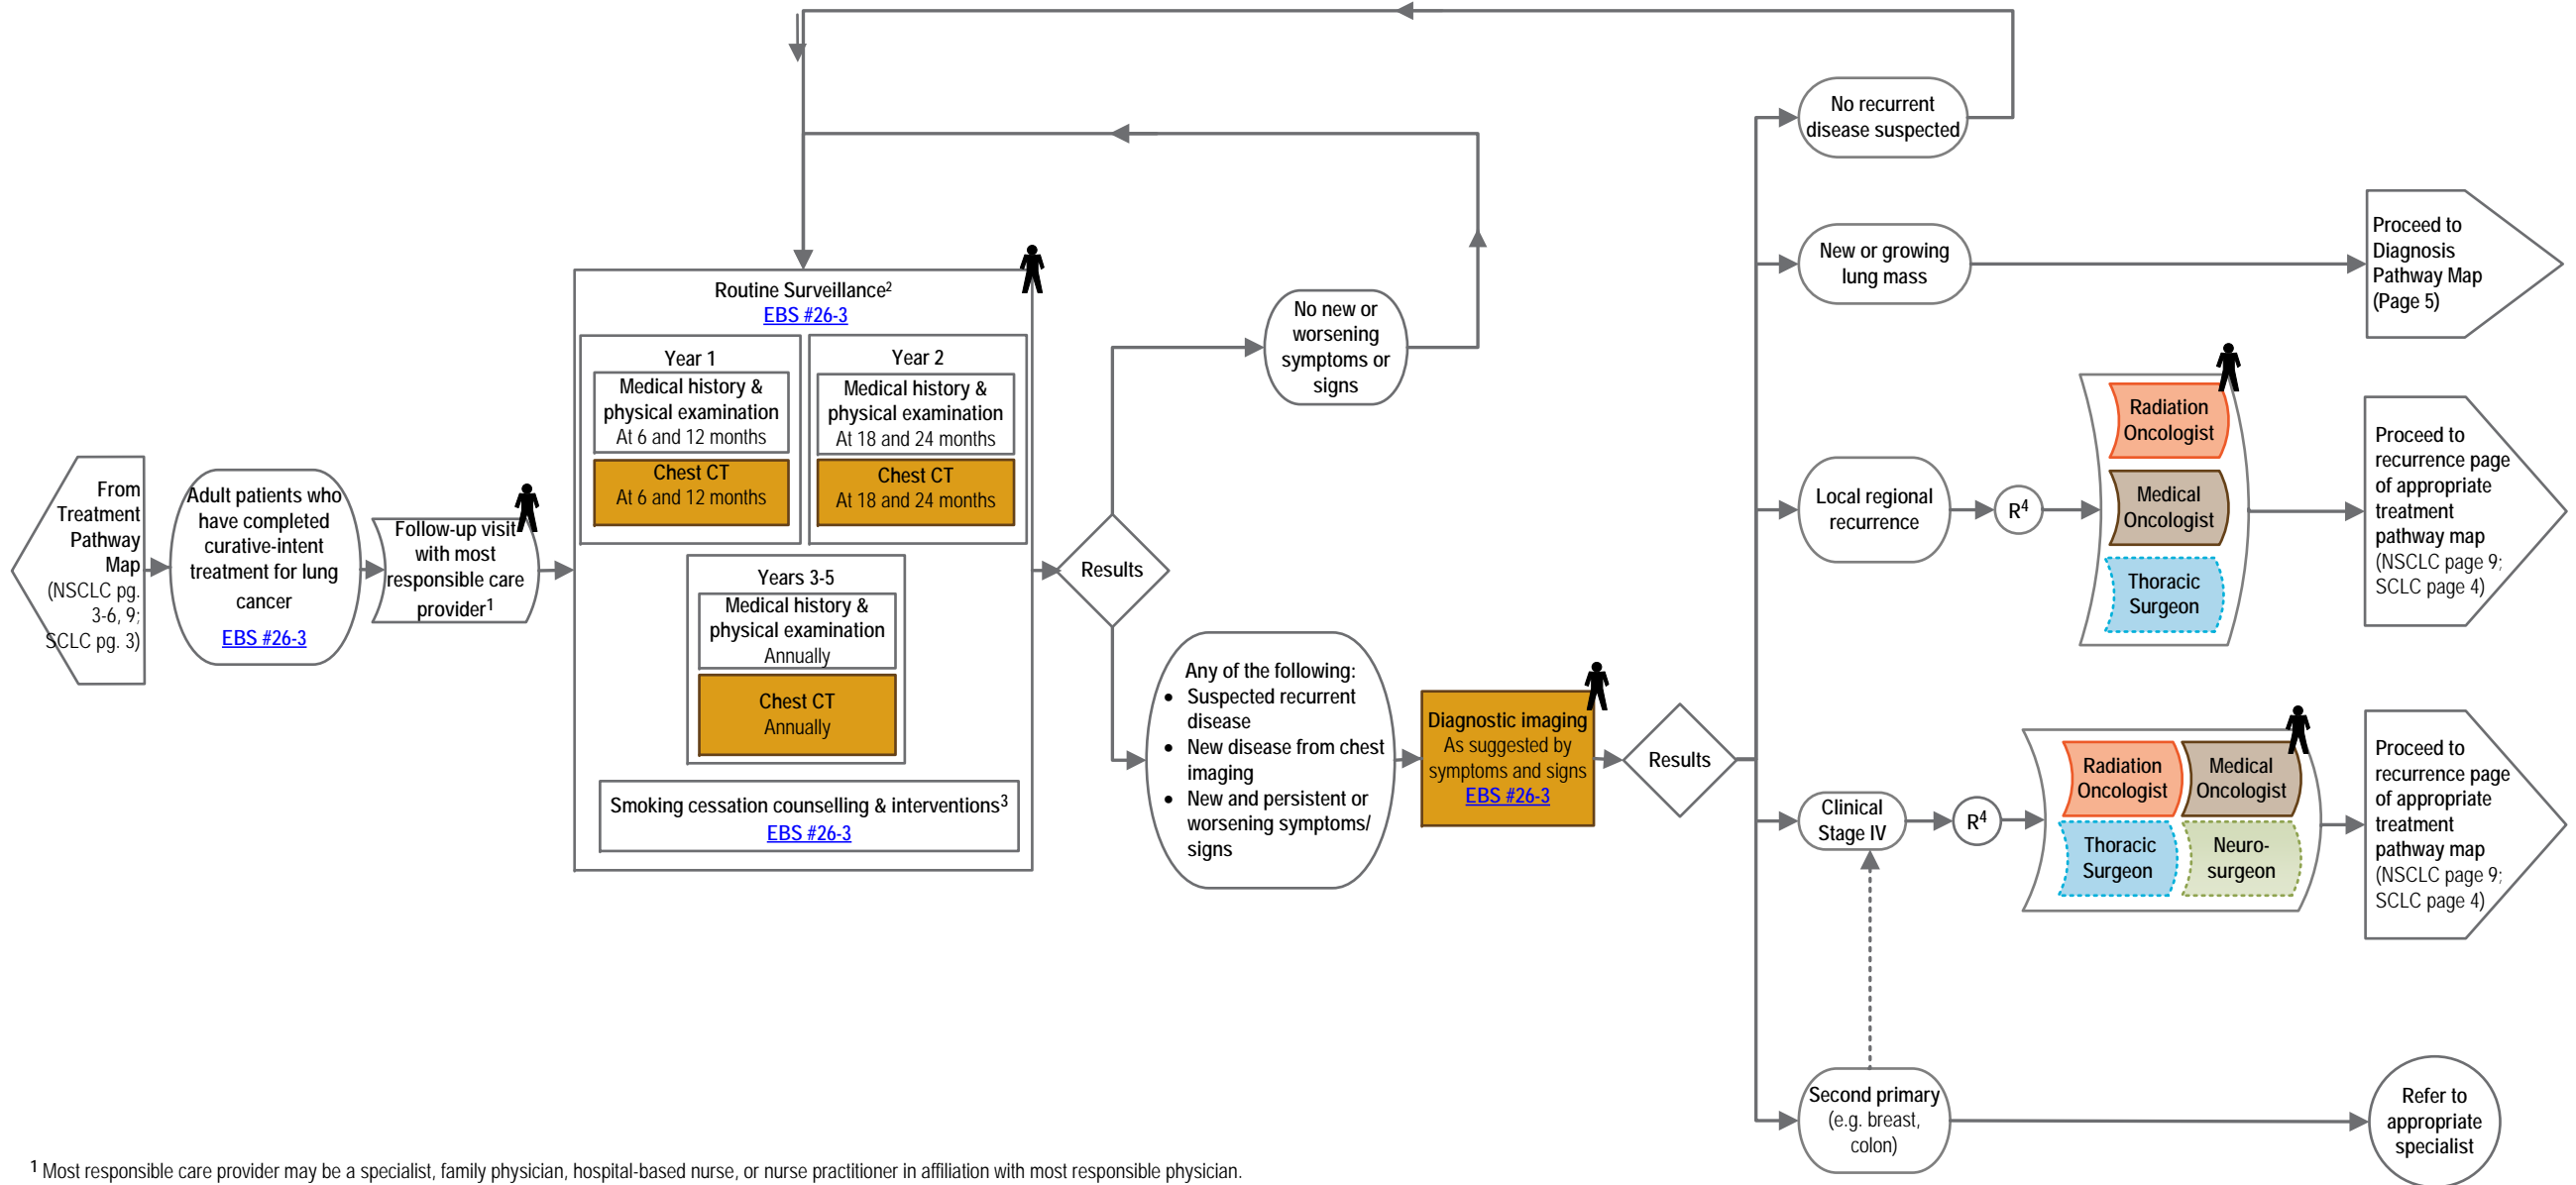 From
Treatment
Pathway
Map
(NSCLC pg.
3-6, 9;
SCLC pg. 3)
Adult patients who
have completed
curative-intent
treatment for lung
cancer
EBS #26-3
Follow-up visit
with most
responsible care
provider1
Routine Surveillance2
EBS #26-3
Year 1
Medical history &
physical examination
At 6 and 12 months
Chest CT
At 6 and 12 months
Year 2
Medical history &
physical examination
At 18 and 24 months
Chest CT
At 18 and 24 months
Years 3-5
Medical history &
physical examination
Annually
Chest CT
Annually
Smoking cessation counselling & interventions3
EBS #26-3
Results
No new or
worsening
symptoms or
signs
Any of the following:
• Suspected recurrent
disease
• New disease from chest
imaging
• New and persistent or
worsening symptoms/
signs
Diagnostic imaging
As suggested by
symptoms and signs
EBS #26-3
Results
No recurrent
disease suspected
New or growing
lung mass
Proceed to
Diagnosis
Pathway Map
(Page 5)
Local regional
recurrence
R4
Radiation
Oncologist
Medical
Oncologist
Thoracic
Surgeon
Proceed to
recurrence page
of appropriate
treatment
pathway map
(NSCLC page 9;
SCLC page 4)
Clinical
Stage IV
R4
Radiation
Oncologist
Medical
Oncologist
Thoracic
Surgeon
Neuro-
surgeon
Proceed to
recurrence page
of appropriate
treatment
pathway map
(NSCLC page 9;
SCLC page 4)
Second primary
(e.g. breast,
colon)
Refer to
appropriate
specialist
1 Most responsible care provider may be a specialist, family physician, hospital-based nurse, or nurse practitioner in affiliation with most responsible physician.